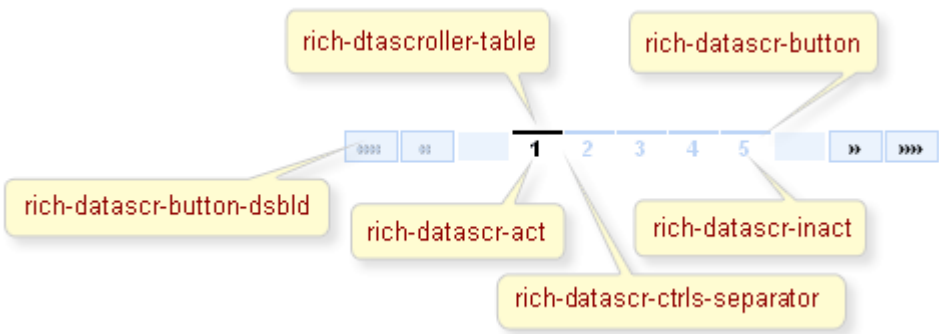 rich-dtascroller-table
rich-datascr-button
«« « 1 2 3 4 5 » »»
rich-datascr-button-dsbld
rich-datascr-act
rich-datascr-inact
rich-datascr-ctrls-separator